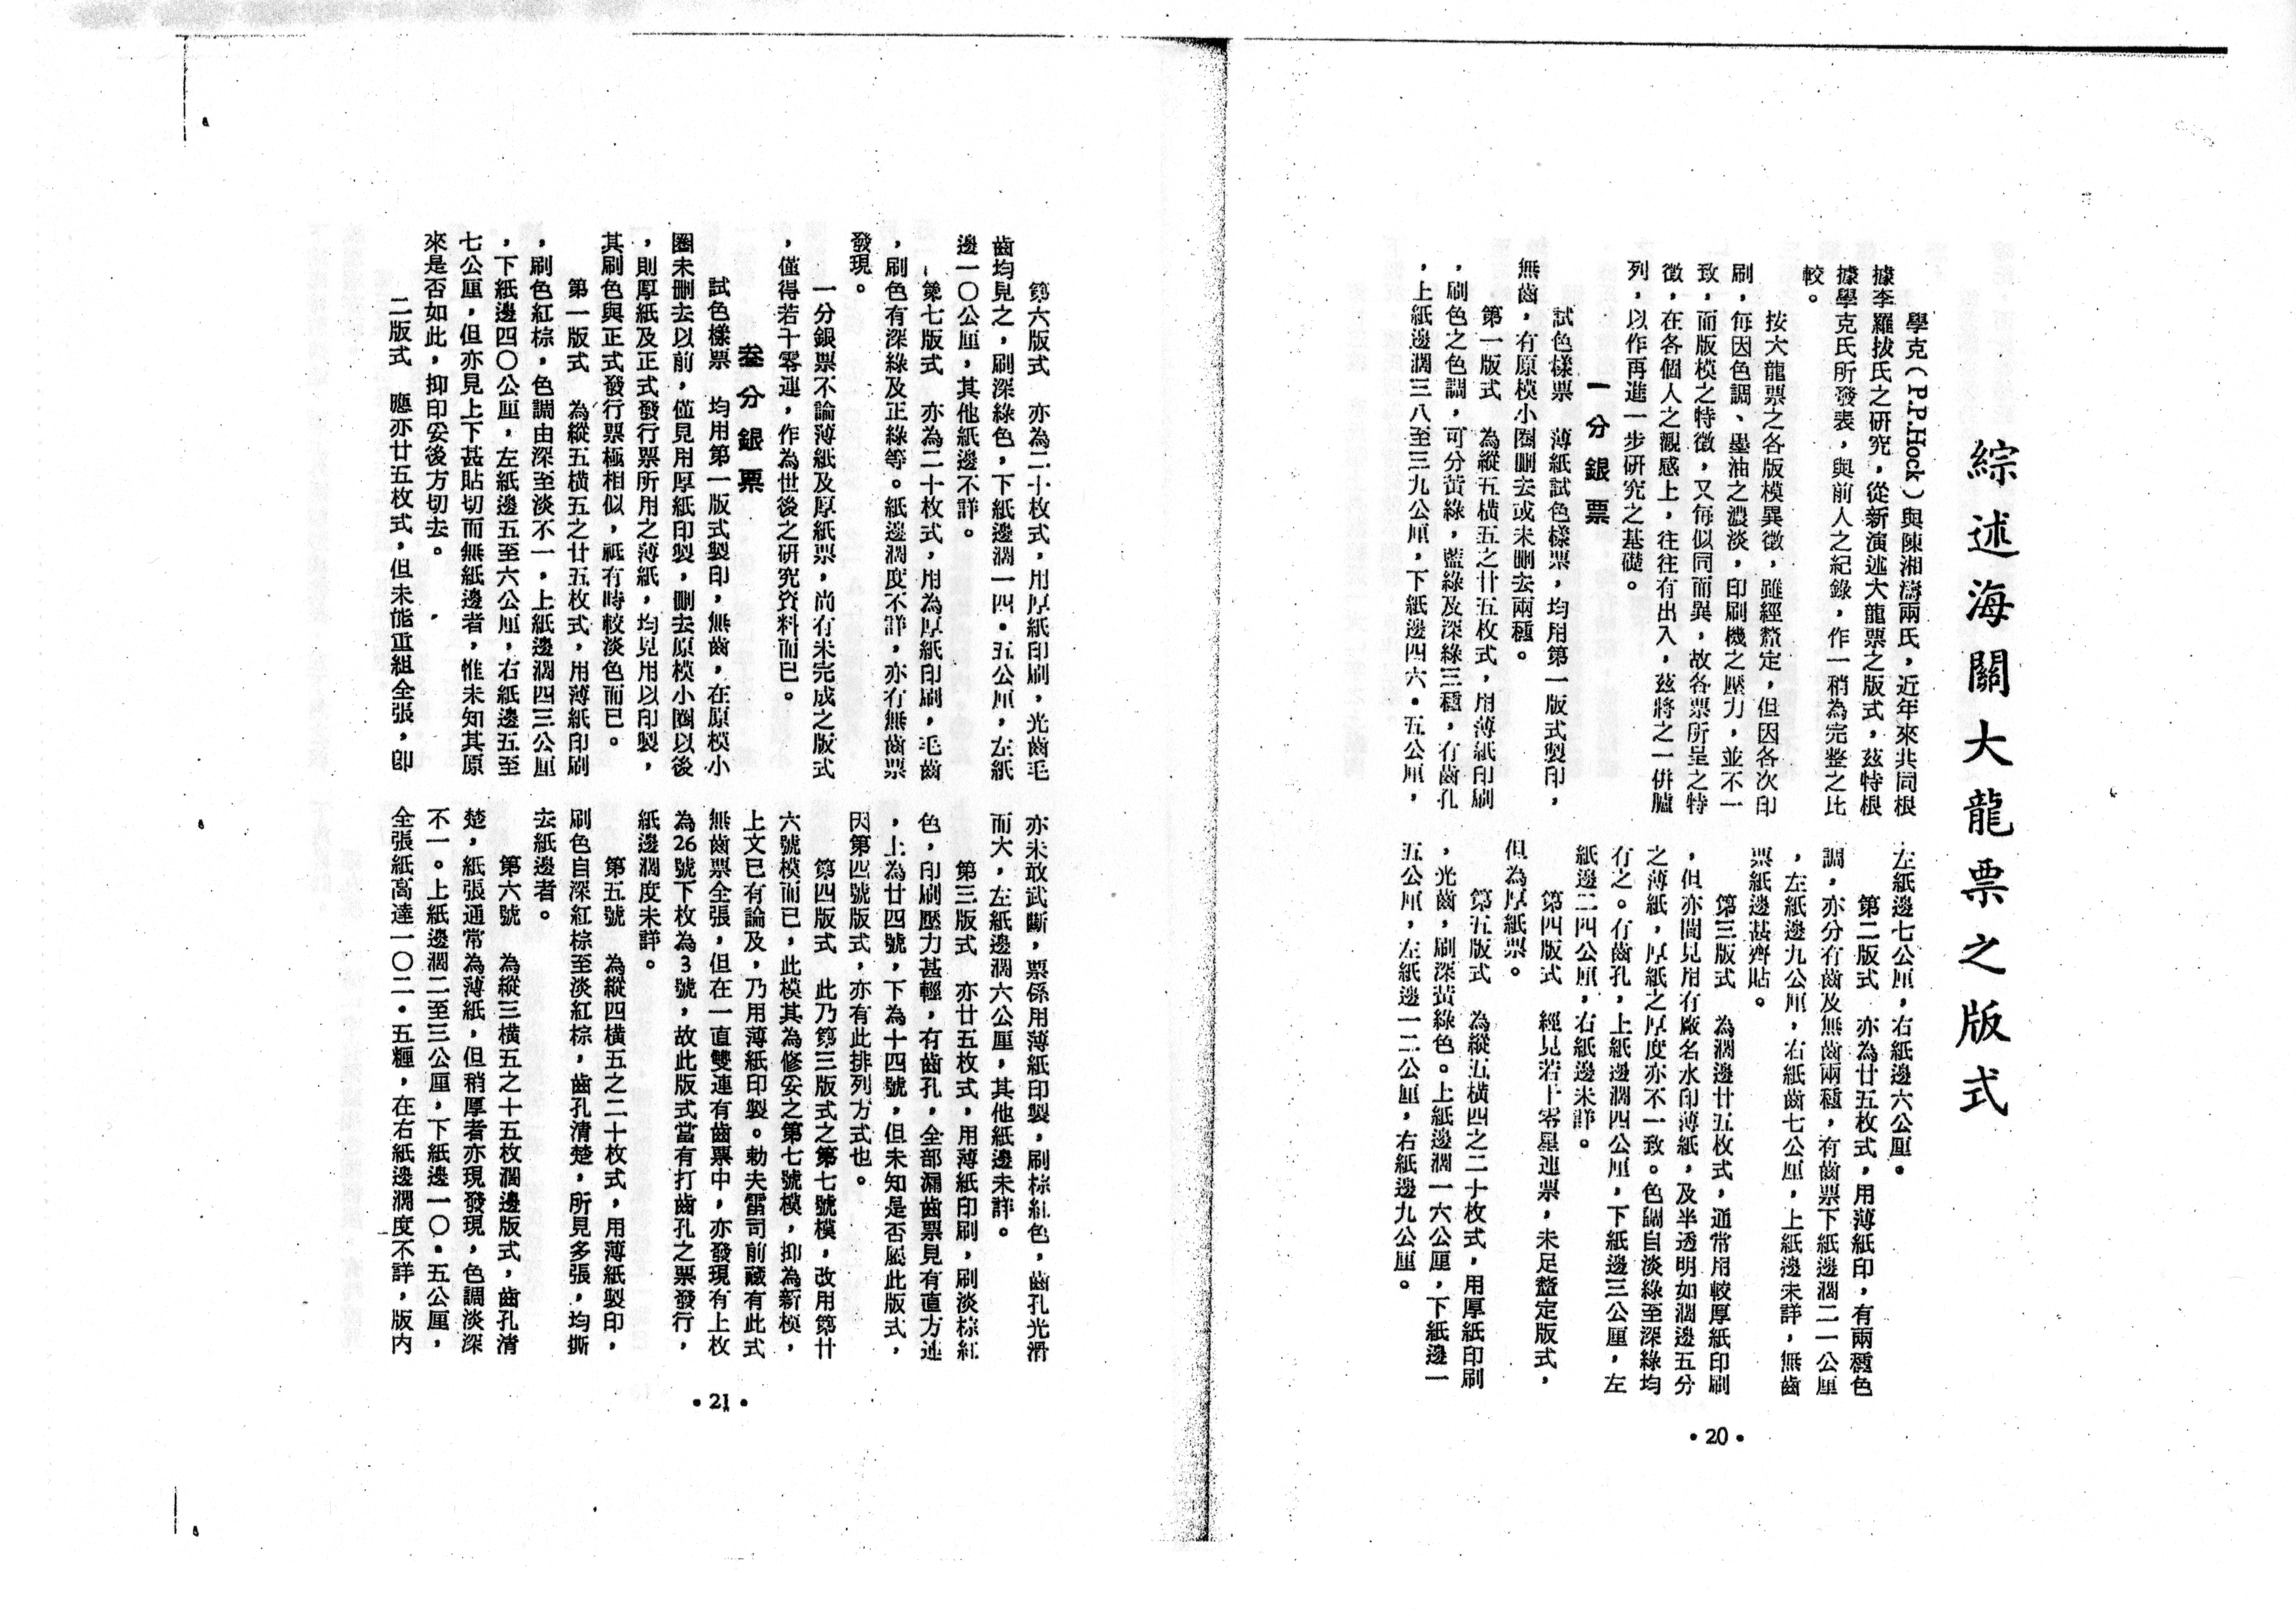 綜述海關大龍票之版式
學克(P.P.Hock)與陳湘濤兩氏，近年來共同根
據李羅拔氏之研究，從新演述大龍票之版式，茲特根
據學克氏所發表，與前人之紀錄，作一稍為完整之比
較。
按大龍票之各版模異徵，雖經釐定，但因各次印
刷，每因色調、墨油之濃淡，印刷機之壓力，並不一
致，而版模之特徵，又每似同而異，故各票所呈之特
徵，在各個人之觀感上，往往有出入，茲將之一併臚
列，以作再進一步研究之基礎。
一分銀票
試色樣票　薄紙試色樣票，均用第一版式製印，
無齒，有原模小圈刪去或未刪去兩種。
第一版式　為縱五橫五之廿五枚式，用薄紙印刷
，刷色之色調，可分黃綠，藍綠及深綠三種，有齒孔
，上紙邊濶三八至三九公厘，下紙邊四六・五公厘，
左紙邊七公厘，右紙邊六公厘。
第二版式　亦為廿五枚式，用薄紙印，有兩種色
調，亦分有齒及無齒兩種，有齒票下紙邊濶二一公厘
，左紙邊九公厘，右紙齒七公厘，上紙邊未詳，無齒
票紙邊甚齊貼。
第三版式　為濶邊廿五枚式，通常用較厚紙印刷
，但亦間見用有廠名水印薄紙，及半透明如濶邊五分
之薄紙，厚紙之厚度亦不一致。色調自淡綠至深綠均
有之。有齒孔，上紙邊濶四公厘，下紙邊三公厘，左
紙邊二四公厘，右紙邊未詳。
第四版式　經見若干零星連票，未足釐定版式，
但為厚紙票。
第五版式　為縱五橫四之二十枚式，用厚紙印刷
，光齒，刷深黃綠色。上紙邊濶一六公厘，下紙邊一
五公厘，左紙邊一二公厘，右紙邊九公厘。
• 20 •
第六版式　亦為二十枚式，用厚紙印刷，光齒毛
齒均見之，刷深綠色，下紙邊濶一四・五公厘，左紙
邊一〇公厘，其他紙邊不詳。
第七版式　亦為二十枚式，用為厚紙印刷，毛齒
，刷色有深綠及正綠等。紙邊濶度不詳，亦有無齒票
發現。
一分銀票不論薄紙及厚紙票，尚有未完成之版式
，僅得若干零連，作為世後之研究資料而已。
叁分銀票
試色樣票　均用第一版式製印，無齒，在原模小
圈未刪去以前，僅見用厚紙印製，刪去原模小圈以後
，則厚紙及正式發行票所用之薄紙，均見用以印製，
其刷色與正式發行票極相似，祗有時較淡色而已。
第一版式　為縱五橫五之廿五枚式，用薄紙印刷
，刷色紅棕，色調由深至淡不一，上紙邊濶四三公厘
，下紙邊四〇公厘，左紙邊五至六公厘，右紙邊五至
七公厘，但亦見上下甚貼切而無紙邊者，惟未知其原
來是否如此，抑印妥後方切去。
二版式　應亦廿五枚式，但未能重組全張，卽
亦未敢武斷，票係用薄紙印製，刷棕紅色，齒孔光滑
而大，左紙邊濶六公厘，其他紙邊未詳。
第三版式　亦廿五枚式，用薄紙印刷，刷淡棕紅
色，印刷壓力甚輕，有齒孔，全部漏齒票見有直方連
，上為廿四號，下為十四號，但未知是否屬此版式，
因第四號版式，亦有此排列方式也。
第四版式　此乃第三版式之第七號模，改用第廿
六號模而已，此模其為修妥之第七號模，抑為新模，
上文已有論及，乃用薄紙印製。勅夫雷司前藏有此式
無齒票全張，但在一直雙連有齒票中，亦發現有上枚
為26號下枚為3號，故此版式當有打齒孔之票發行，
紙邊濶度未詳。
第五號　為縱四橫五之二十枚式，用薄紙製印，
刷色自深紅棕至淡紅棕，齒孔清楚，所見多張，均撕
去紙邊者。
第六號　為縱三橫五之十五枚濶邊版式，齒孔清
楚，紙張通常為薄紙，但稍厚者亦現發現，色調淡深
不一。上紙邊濶二至三公厘，下紙邊一〇・五公厘，
全張紙高達一〇二・五糎，在右紙邊濶度不詳，版內
• 21 •